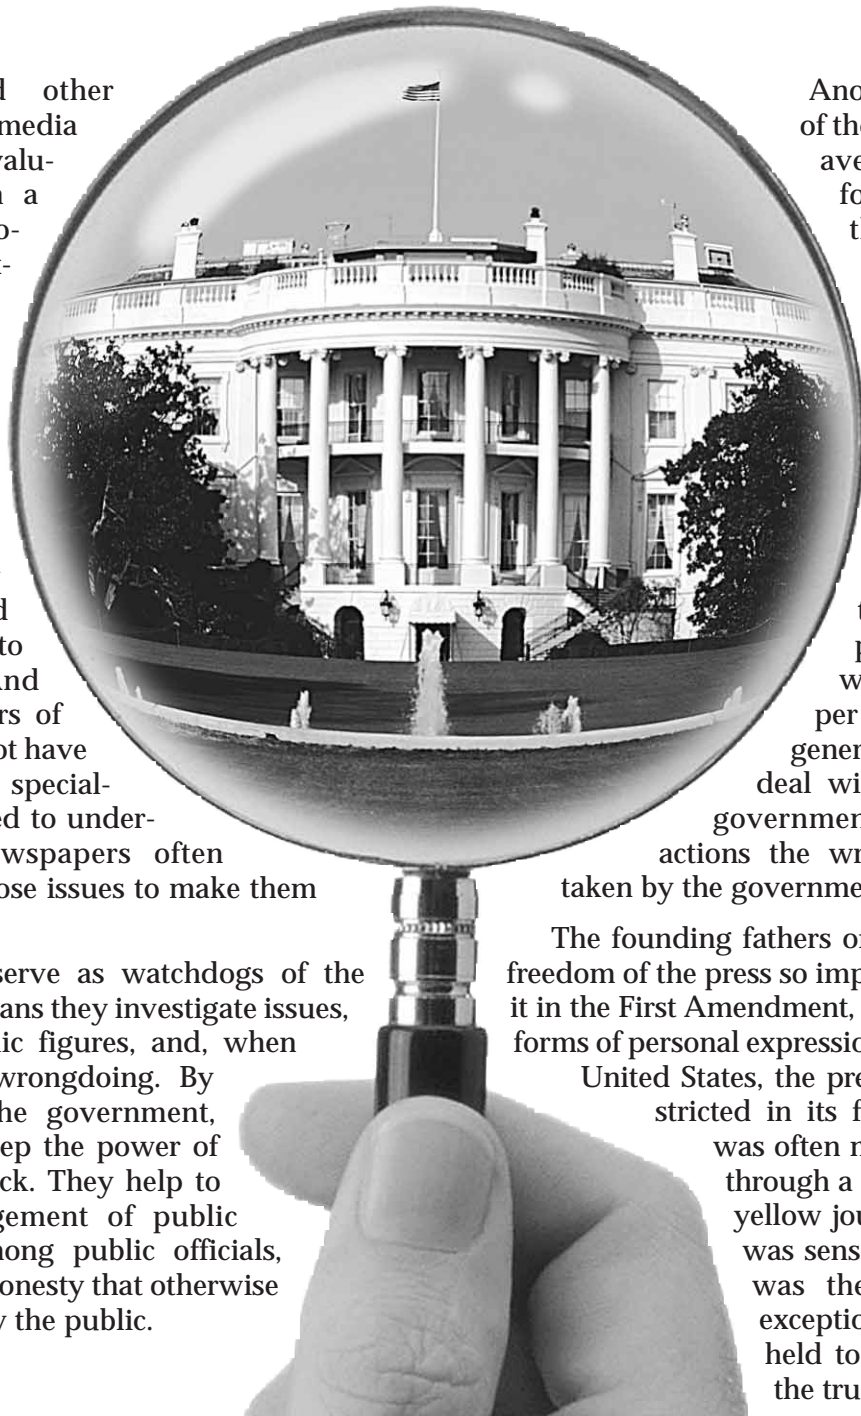 d other
media
valu-
a
o-
d
to
And
rs of
ot have
special-
ed to under-
ewspapers often
ose issues to make them
serve as watchdogs of the
ans they investigate issues,
ic figures, and, when
wrongdoing. By
he government,
ep the power of
ck. They help to
gement of public
mong public officials,
onesty that otherwise
y the public.
Ano
of the
ave
fo
th
t
p
w
per
gener
deal wi
governmen
actions the wr
taken by the governme
The founding fathers o
freedom of the press so imp
it in the First Amendment,
forms of personal expressio
United States, the pre
stricted in its f
was often n
through a
yellow jou
was sens
was the
exceptio
held to
the tru